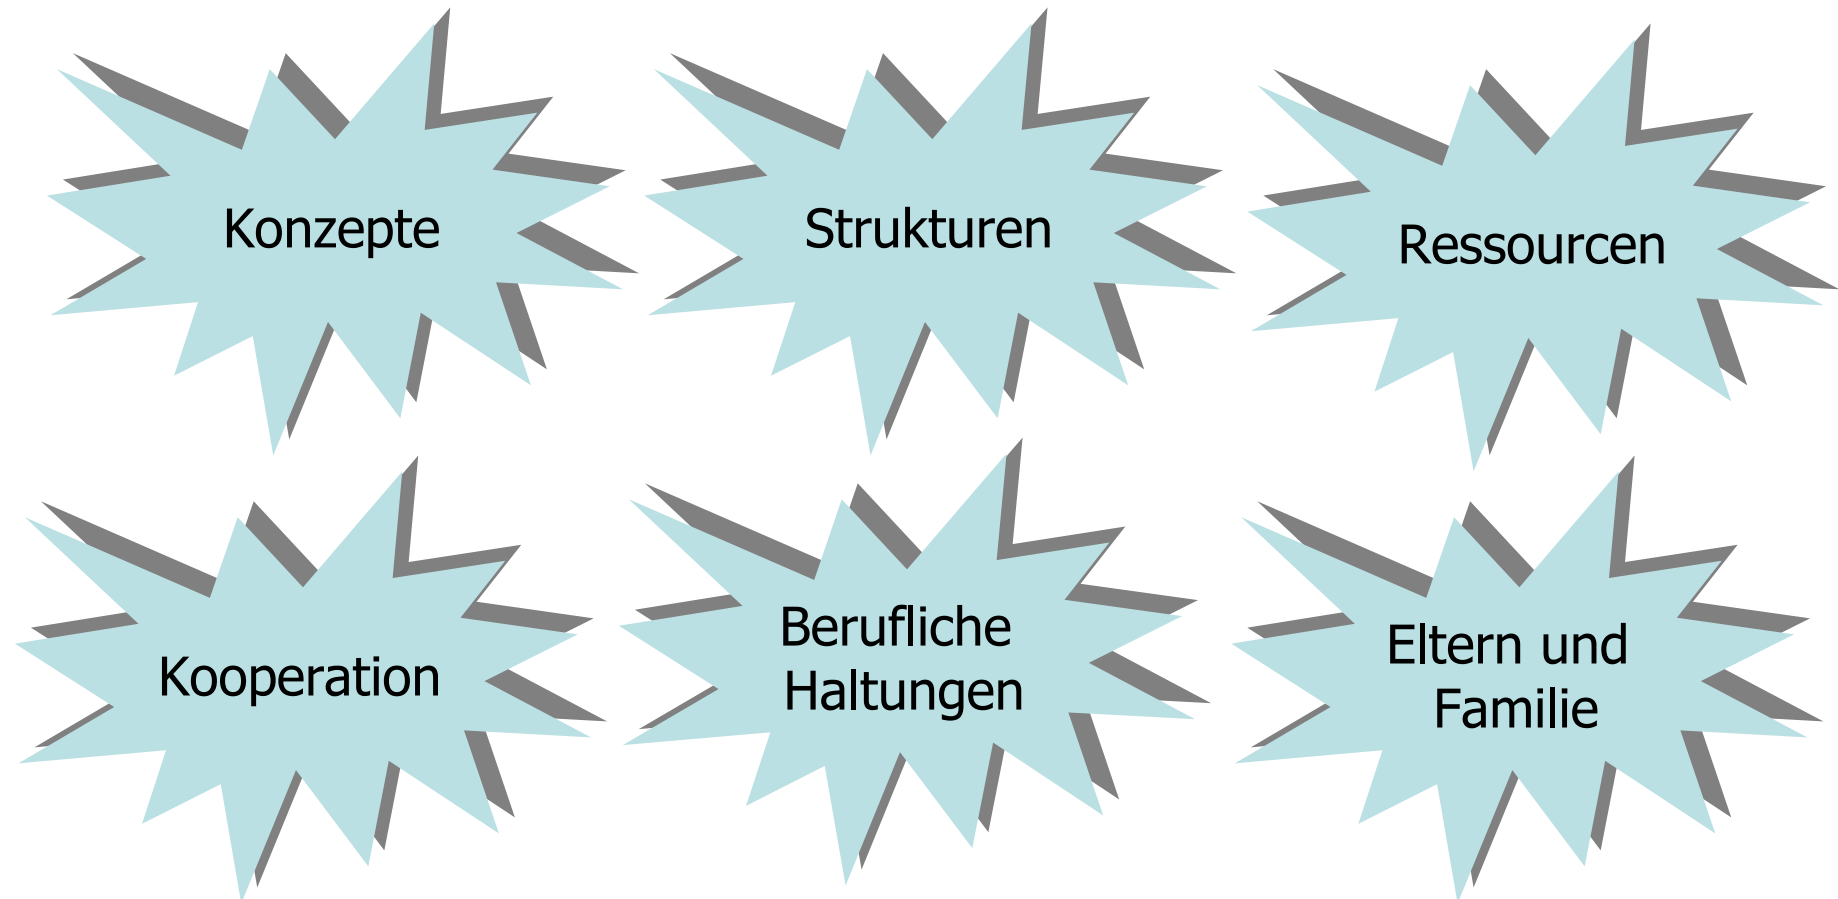 Konzepte
Strukturen
Ressourcen
Kooperation
Berufliche
Haltungen
Eltern und
Familie